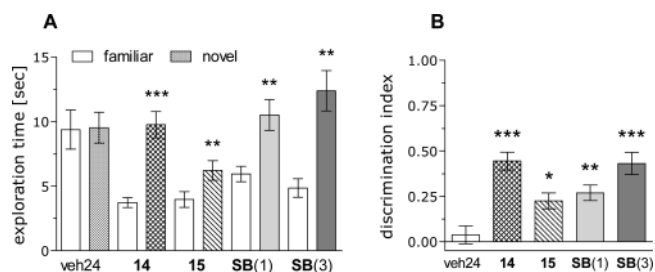 A
B
familiar
novel
exploration time [sec]
15
10
5
0
***
**
**
**
veh24 14 15 SB(1) SB(3)
discrimination index
1.00
0.75
0.50
0.25
0.00
***
*
**
***
veh24 14 15 SB(1) SB(3)